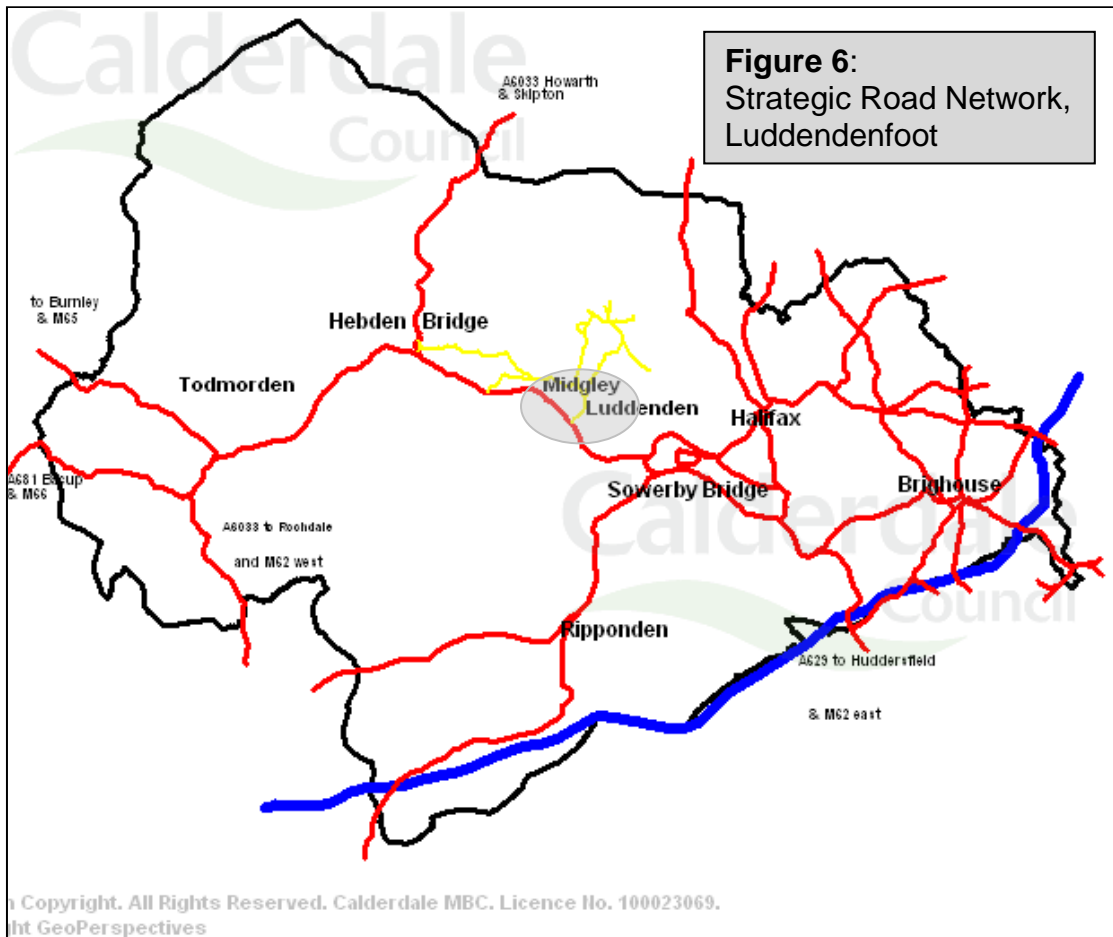 Calderdale
Council
Figure 6:
Strategic Road Network,
Luddendenfoot
A6033 Howarth
& Skipton
to Burnley
& M65
Hebden Bridge
Todmorden
Midgley
Luddenden
Halifax
A681 Bacup
& M66
Sowerby Bridge
Brighouse
Calderdale
Council
A6033 to Rochdale
and M62 west
Ripponden
A629 to Huddersfield
& M62 east
Copyright. All Rights Reserved. Calderdale MBC. Licence No. 100023069.
ht GeoPerspectives